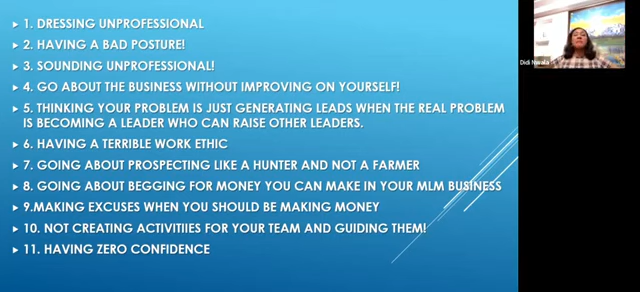 1. DRESSING UNPROFESSIONAL
2. HAVING A BAD POSTURE!
3. SOUNDING UNPROFESSIONAL!
4. GO ABOUT THE BUSINESS WITHOUT IMPROVING ON YOURSELF!
5. THINKING YOUR PROBLEM IS JUST GENERATING LEADS WHEN THE REAL PROBLEM
IS BECOMING A LEADER WHO CAN RAISE OTHER LEADERS.
6. HAVING A TERRIBLE WORK ETHIC
7. GOING ABOUT PROSPECTING LIKE A HUNTER AND NOT A FARMER
8. GOING ABOUT BEGGING FOR MONEY YOU CAN MAKE IN YOUR MLM BUSINESS
9.MAKING EXCUSES WHEN YOU SHOULD BE MAKING MONEY
10. NOT CREATING ACTIVITIIES FOR YOUR TEAM AND GUIDING THEM!
11. HAVING ZERO CONFIDENCE
Didi Nwala